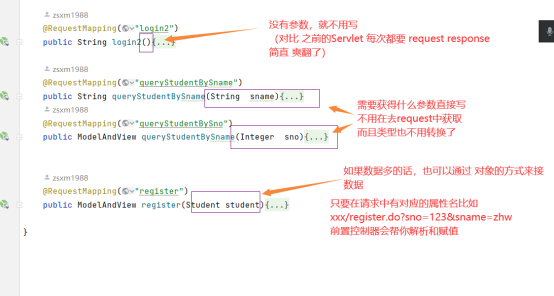 zsxm1988
@RequestMapping("login2")
public String login2(){...}
没有参数，就不用写
（对比 之前的Servlet 每次都要 request response
简直 爽翻了）
zsxm1988
@RequestMapping("queryStudentBySname")
public String queryStudentBySname(String sname){...}
zsxm1988
@RequestMapping("queryStudentBySno")
public ModelAndView queryStudentBySname(Integer sno){...}
需要获得什么参数直接写
不用在去request中获取
而且类型也不用转换了
zsxm1988
@RequestMapping("register")
public ModelAndView register(Student student){...}
如果数据多的话，也可以通过 对象的方式来接
数据
只要在请求中有对应的属性名比如
xxx/register.do?sno=123&sname=zhw
前置控制器会帮你解析和赋值
}